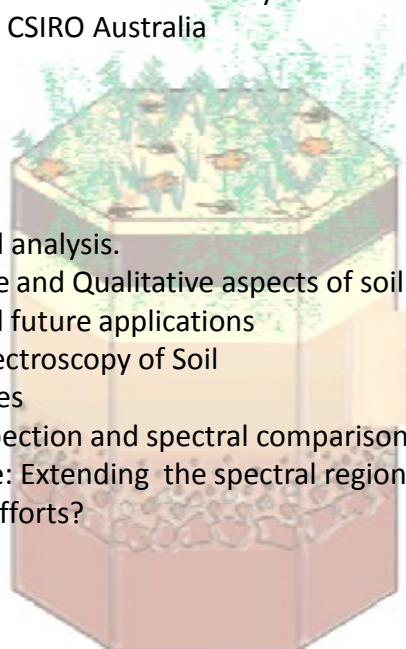 CSIRO Australia
analysis.
and Qualitative aspects of soil
future applications
ectroscopy of Soil
es
ection and spectral comparison
: Extending the spectral region
fforts?